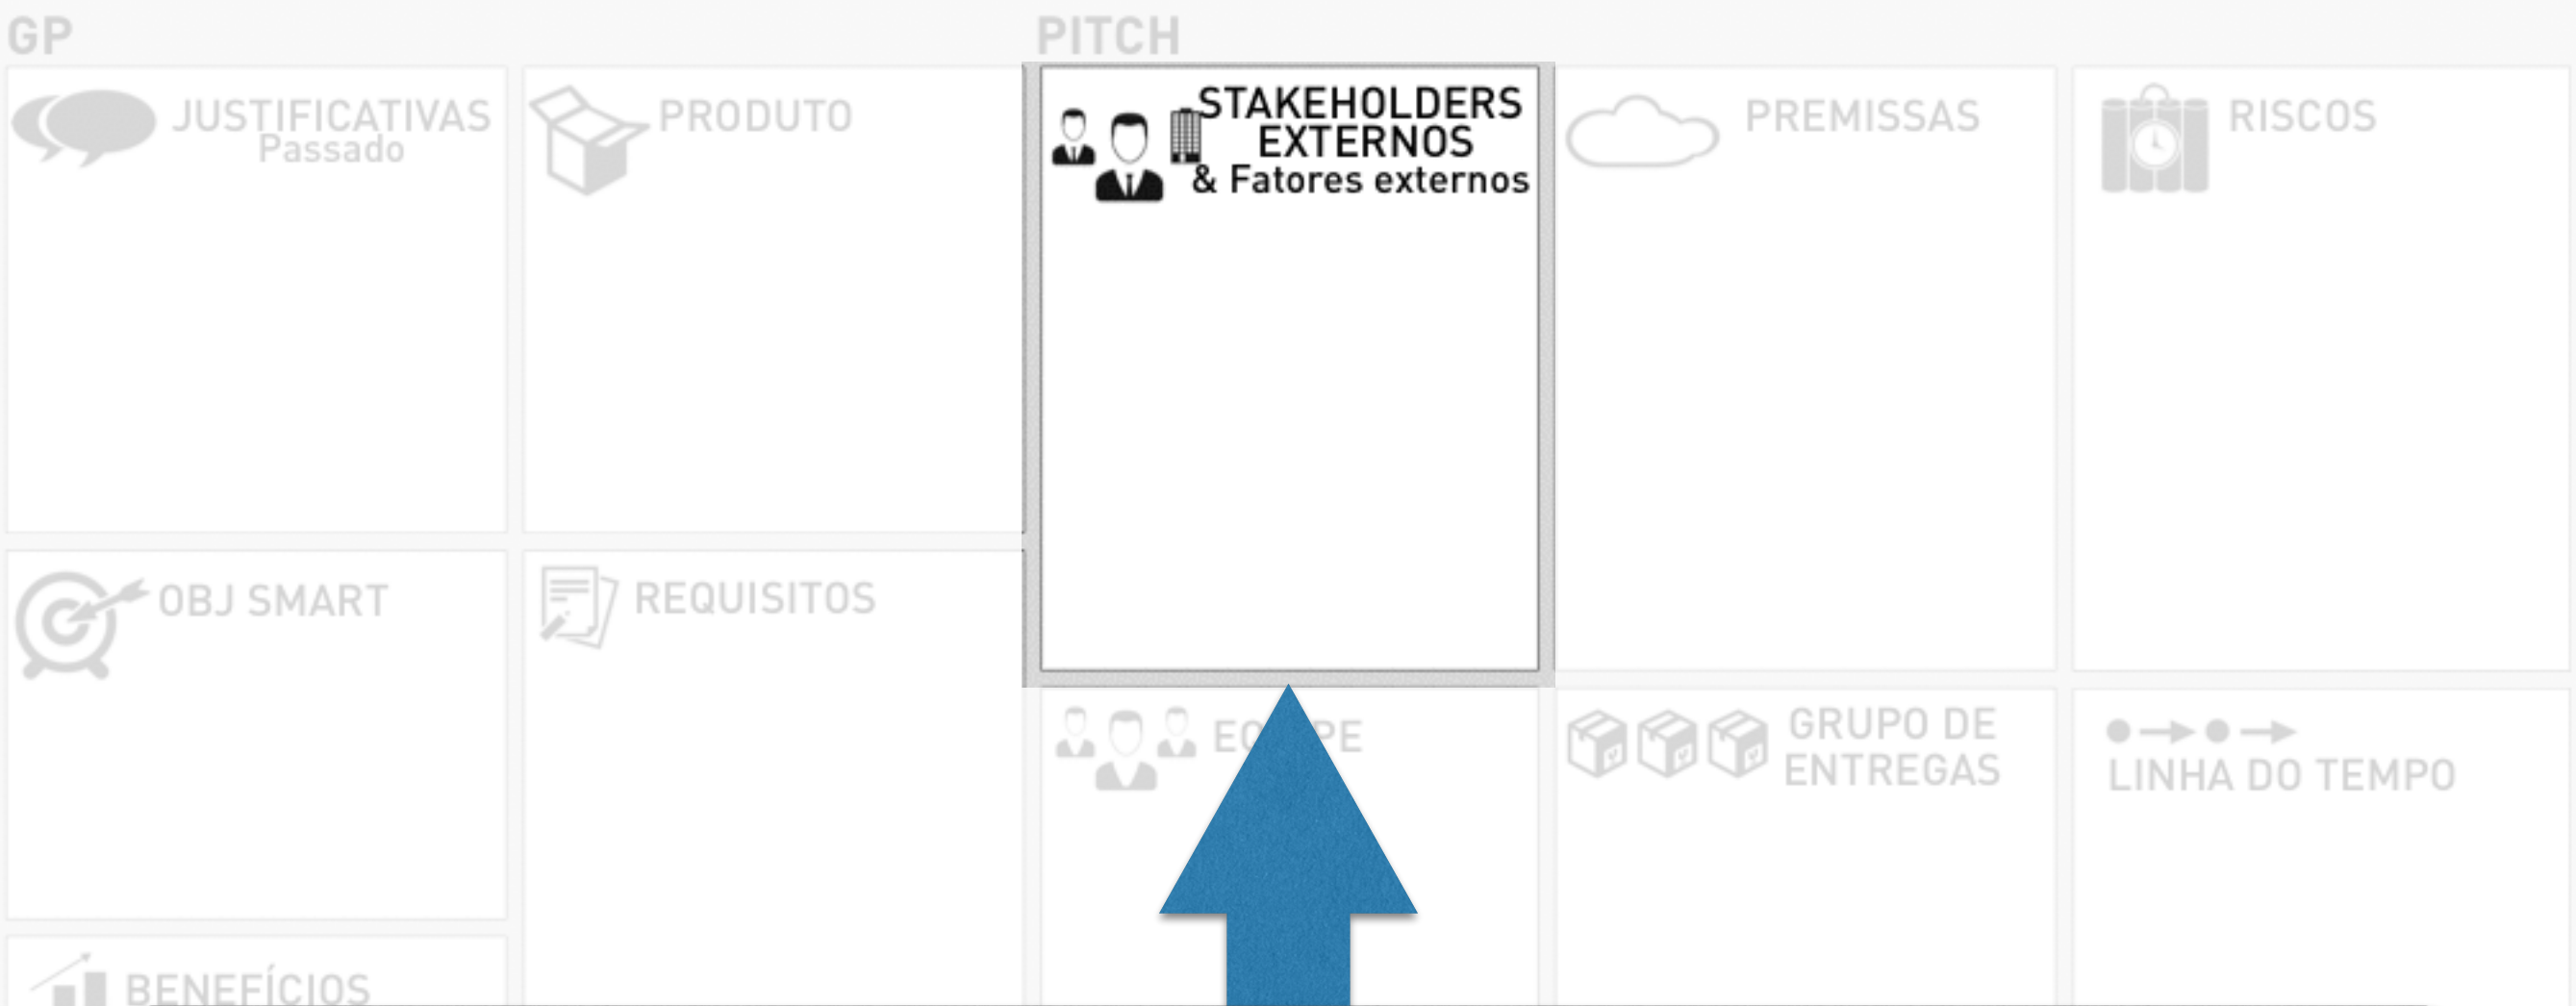 GP
PITCH
JUSTIFICATIVAS
Passado
PRODUTO
STAKEHOLDERS
EXTERNOS
& Fatores externos
PREMISSAS
RISCOS
OBJ SMART
REQUISITOS
GRUPO DE
ENTREGAS
LINHA DO TEMPO
BENEFÍCIOS